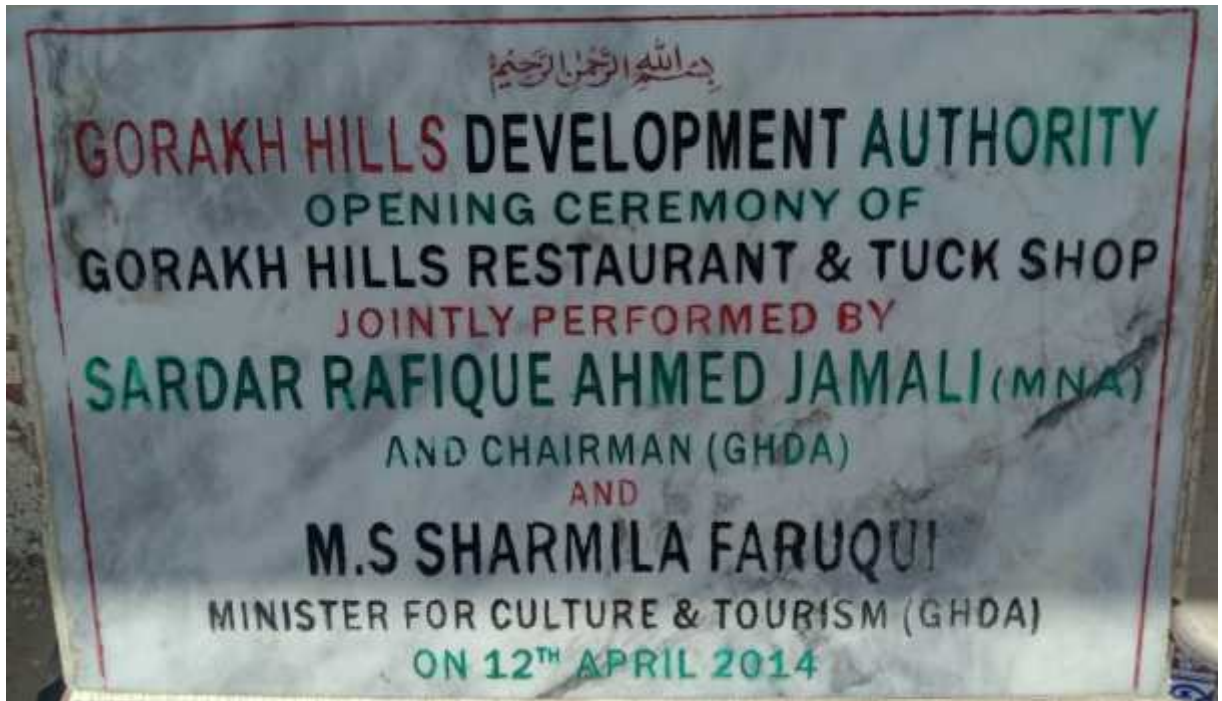 بسم الله الرحمن الرحيم
GORAKH HILLS DEVELOPMENT AUTHORITY
OPENING CEREMONY OF
GORAKH HILLS RESTAURANT & TUCK SHOP
JOINTLY PERFORMED BY
SARDAR RAFIQUE AHMED JAMALI (MNA)
AND CHAIRMAN (GHDA)
AND
M.S SHARMILA FARUQUI
MINISTER FOR CULTURE & TOURISM (GHDA)
ON 12TH APRIL 2014